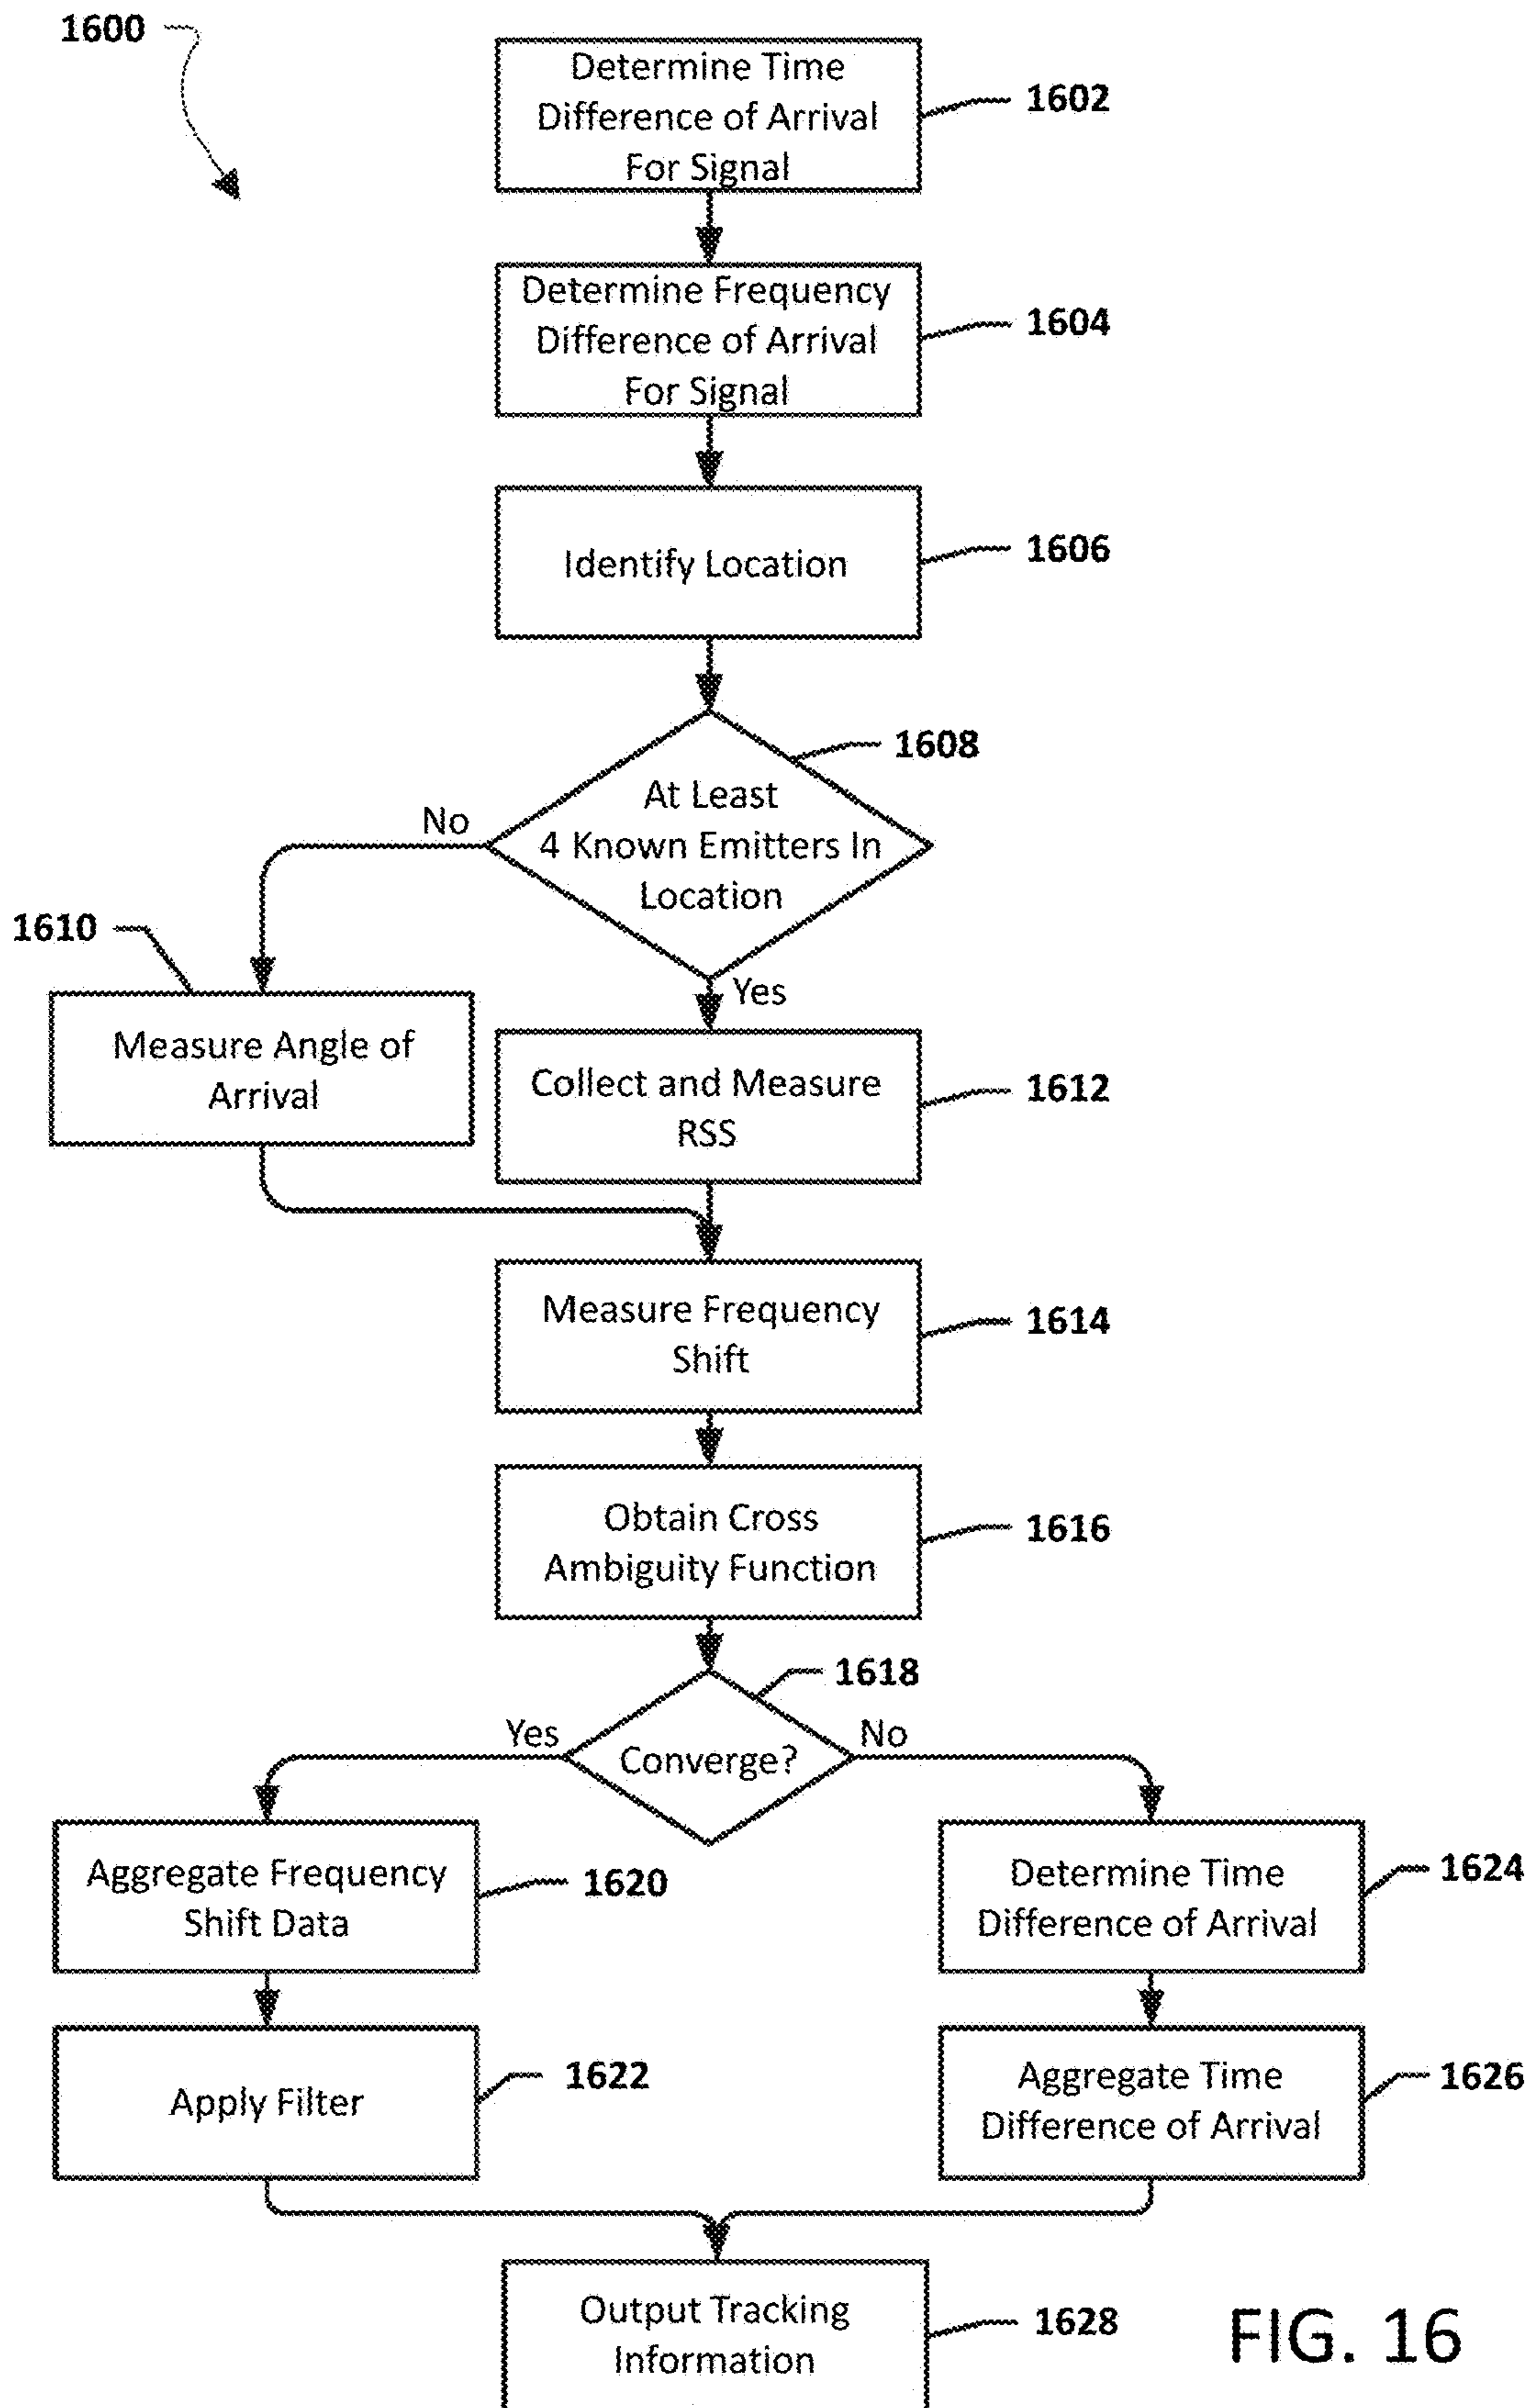 1600
Determine Time
Difference of Arrival
For Signal
1602
Determine Frequency
Difference of Arrival
For Signal
1604
Identify Location
1606
1608
At Least
4 Known Emitters In
Location
No
Yes
1610
Measure Angle of
Arrival
Collect and Measure
RSS
1612
Measure Frequency
Shift
1614
Obtain Cross
Ambiguity Function
1616
1618
Converge?
Yes
No
Aggregate Frequency
Shift Data
1620
Determine Time
Difference of Arrival
1624
Apply Filter
1622
Aggregate Time
Difference of Arrival
1626
Output Tracking
Information
1628
FIG. 16